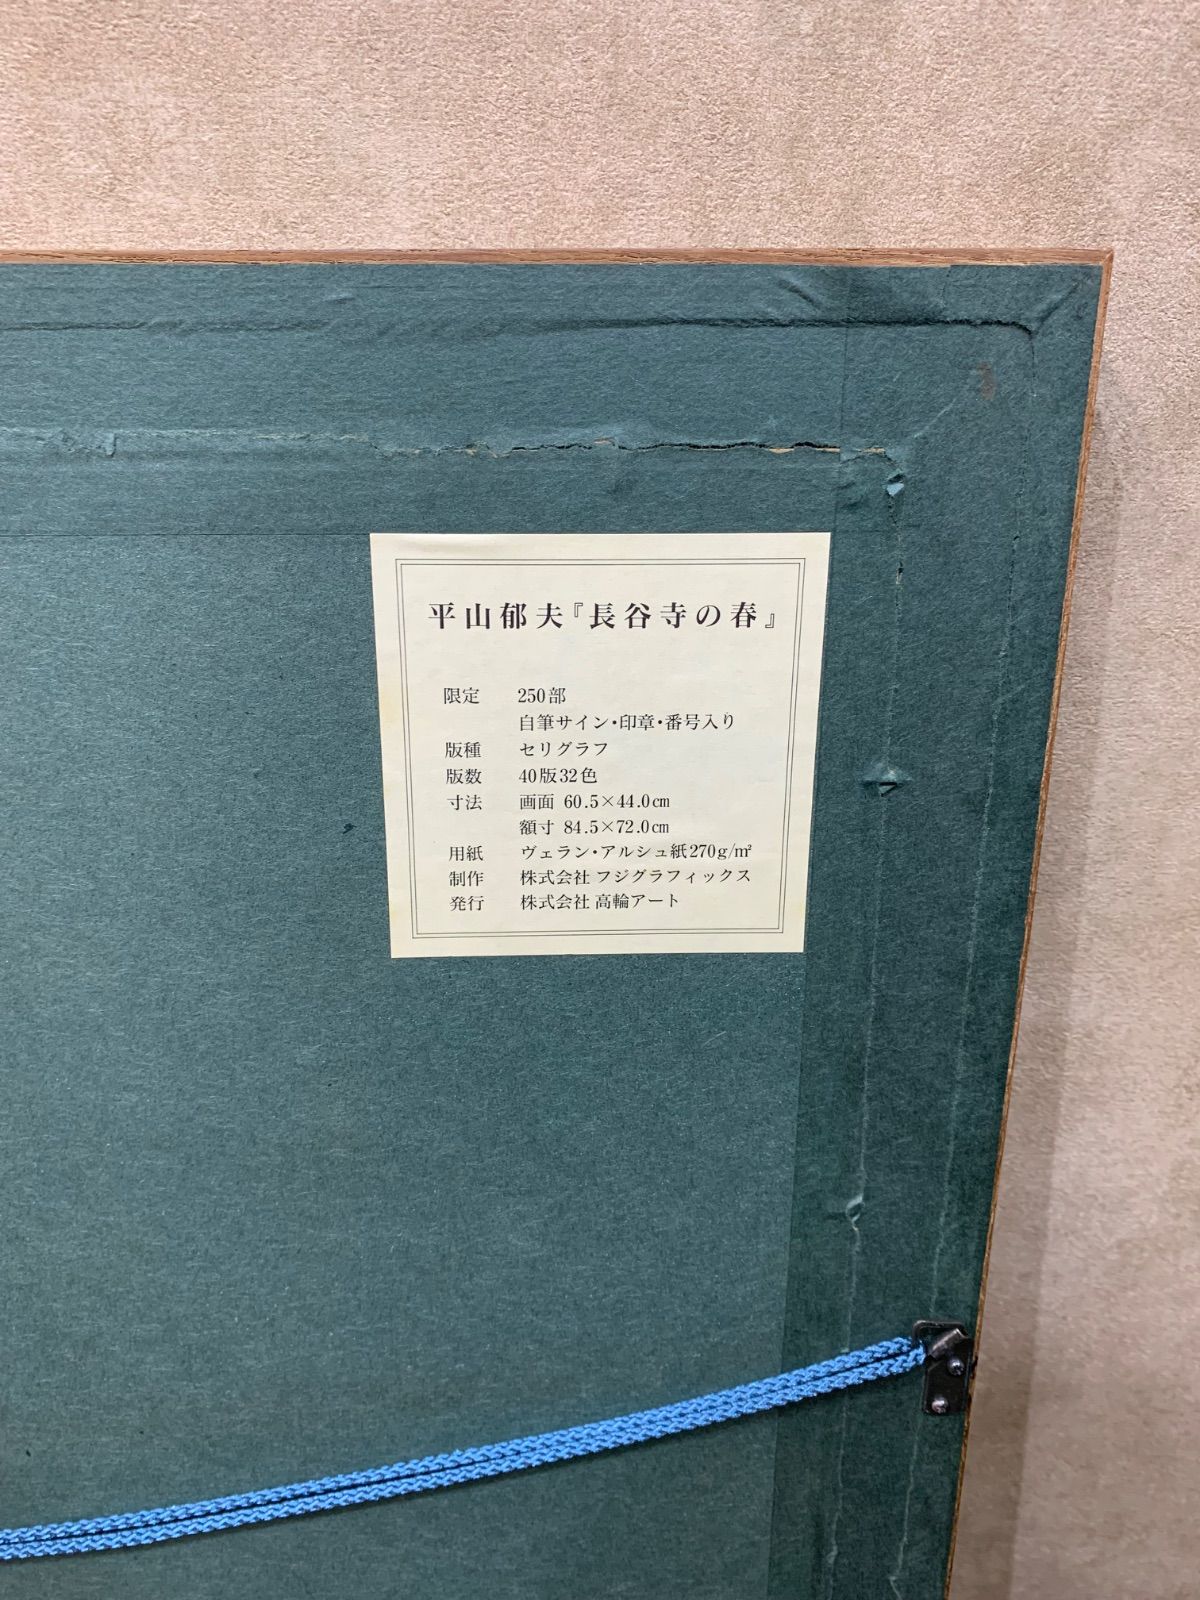 平山郁夫『長谷寺の春』
限定 250部
自筆サイン・印章・番号入り
版種 セリグラフ
版数 40版32色
寸法 画面 60.5×44.0㎝
額寸 84.5×72.0㎝
用紙 ヴェラン・アルシュ紙270g/㎡
制作 株式会社 フジグラフィックス
発行 株式会社 高輪アート